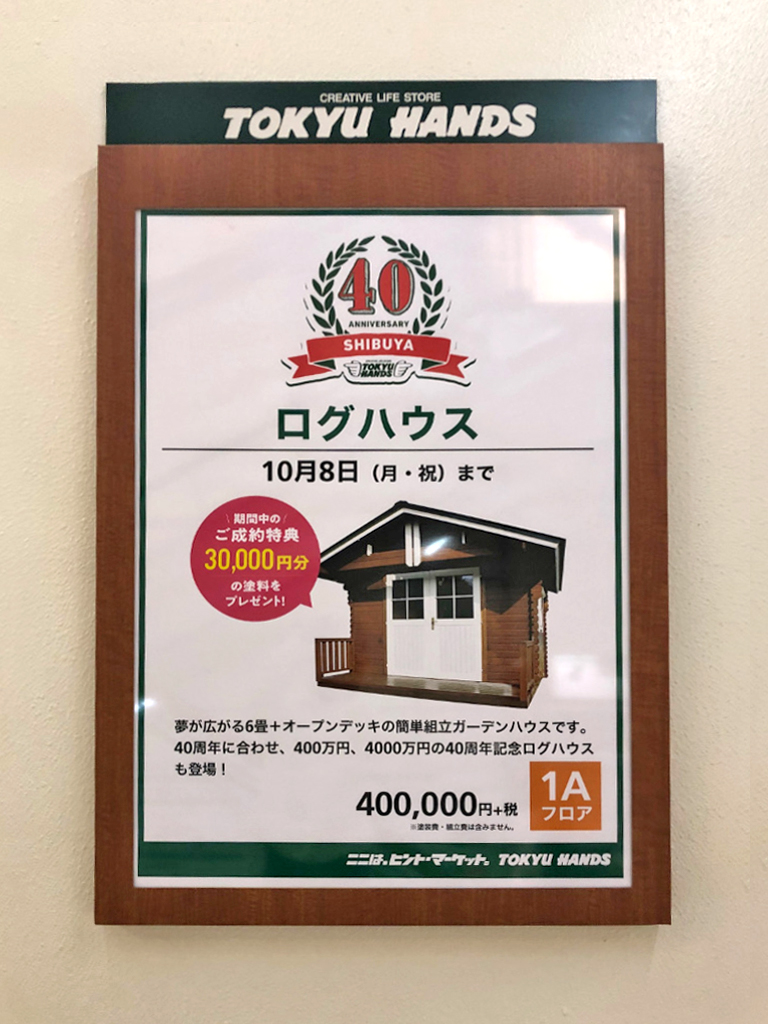 CREATIVE LIFE STORE
TOKYU HANDS
40
ANNIVERSARY
SHIBUYA
TOKYU
HANDS
ログハウス
10月8日（月・祝）まで
期間中の
ご成約特典
30,000円分
の塗料を
プレゼント!
夢が広がる6畳＋オープンデッキの簡単組立ガーデンハウスです。
40周年に合わせ、400万円、4000万円の40周年記念ログハウス
も登場！
400,000円+税
※塗装費・組立費は含みません。
1A
フロア
ここは、ヒント・マーケット。 TOKYU HANDS